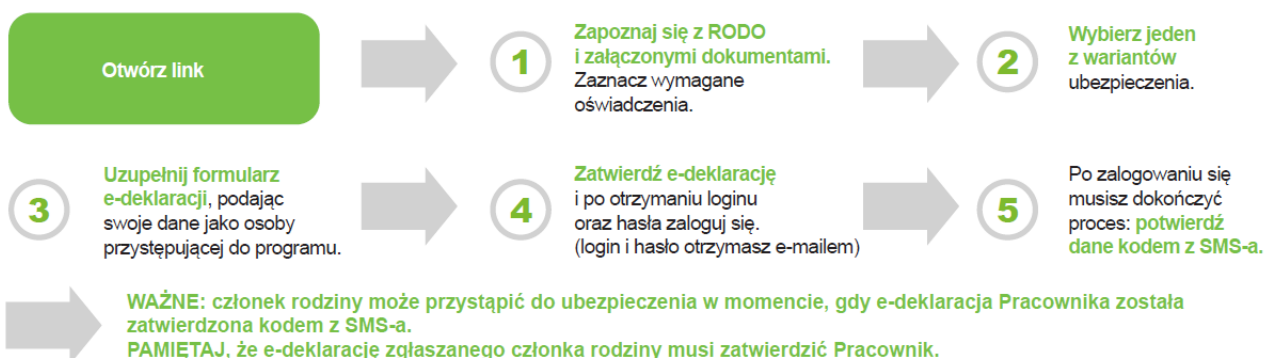 Otwórz link
1
Zapoznaj się z RODO
i załączonymi dokumentami.
Zaznacz wymagane
oświadczenia.
2
Wybierz jeden
z wariantów
ubezpieczenia.
3
Uzupełnij formularz
e-deklaracji, podając
swoje dane jako osoby
przystępującej do programu.
4
Zatwierdź e-deklarację
i po otrzymaniu loginu
oraz hasła zaloguj się.
(login i hasło otrzymasz e-mailem)
5
Po zalogowaniu się
musisz dokończyć
proces: potwierdź
dane kodem z SMS-a.
WAŻNE: członek rodziny może przystąpić do ubezpieczenia w momencie, gdy e-deklaracja Pracownika została
zatwierdzona kodem z SMS-a.
PAMIĘTAJ, że e-deklarację zgłaszanego członka rodziny musi zatwierdzić Pracownik.